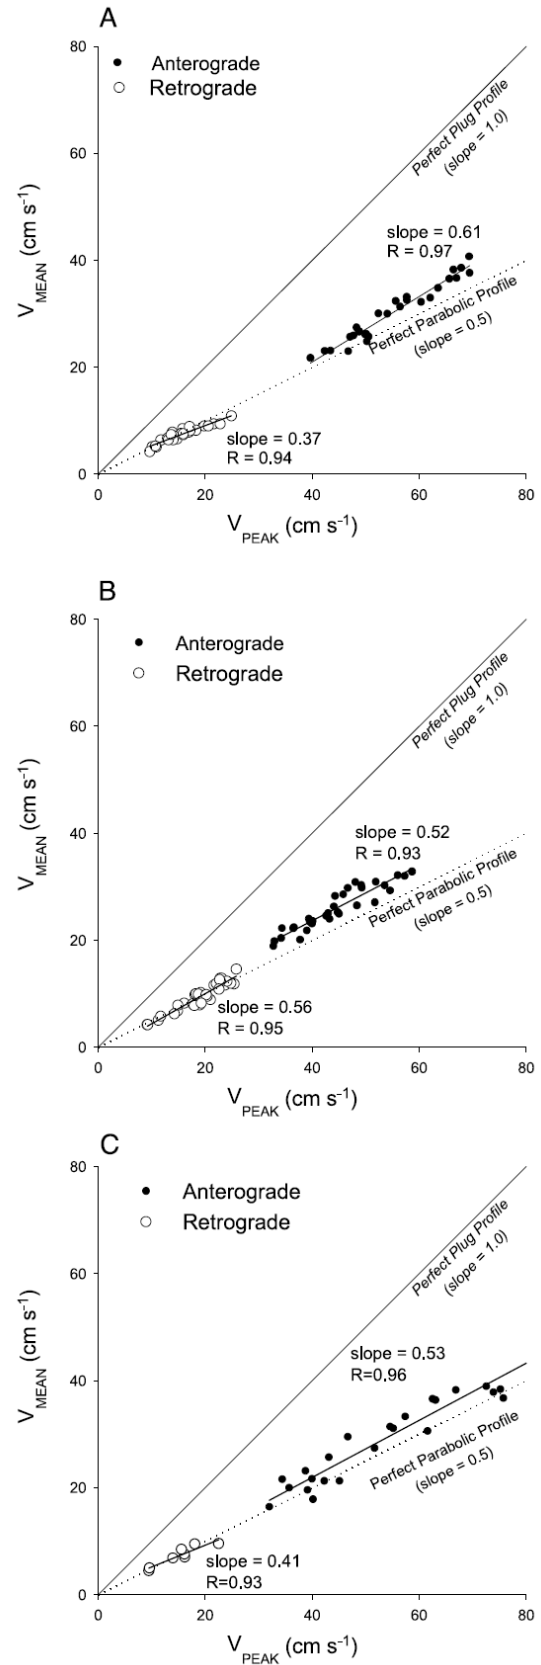 A
80
Anterograde
Retrograde
Perfect Plug Profile
(slope = 1.0)
60
V_MEAN (cm s⁻¹)
slope = 0.61
R = 0.97
40
Perfect Parabolic Profile
(slope = 0.5)
20
slope = 0.37
R = 0.94
0
0 20 40 60 80
V_PEAK (cm s⁻¹)
B
80
Anterograde
Retrograde
Perfect Plug Profile
(slope = 1.0)
60
V_MEAN (cm s⁻¹)
slope = 0.52
R = 0.93
40
Perfect Parabolic Profile
(slope = 0.5)
20
slope = 0.56
R = 0.95
0
0 20 40 60 80
V_PEAK (cm s⁻¹)
C
80
Anterograde
Retrograde
Perfect Plug Profile
(slope = 1.0)
60
V_MEAN (cm s⁻¹)
slope = 0.53
R=0.96
40
Perfect Parabolic Profile
(slope = 0.5)
20
slope = 0.41
R=0.93
0
0 20 40 60 80
V_PEAK (cm s⁻¹)